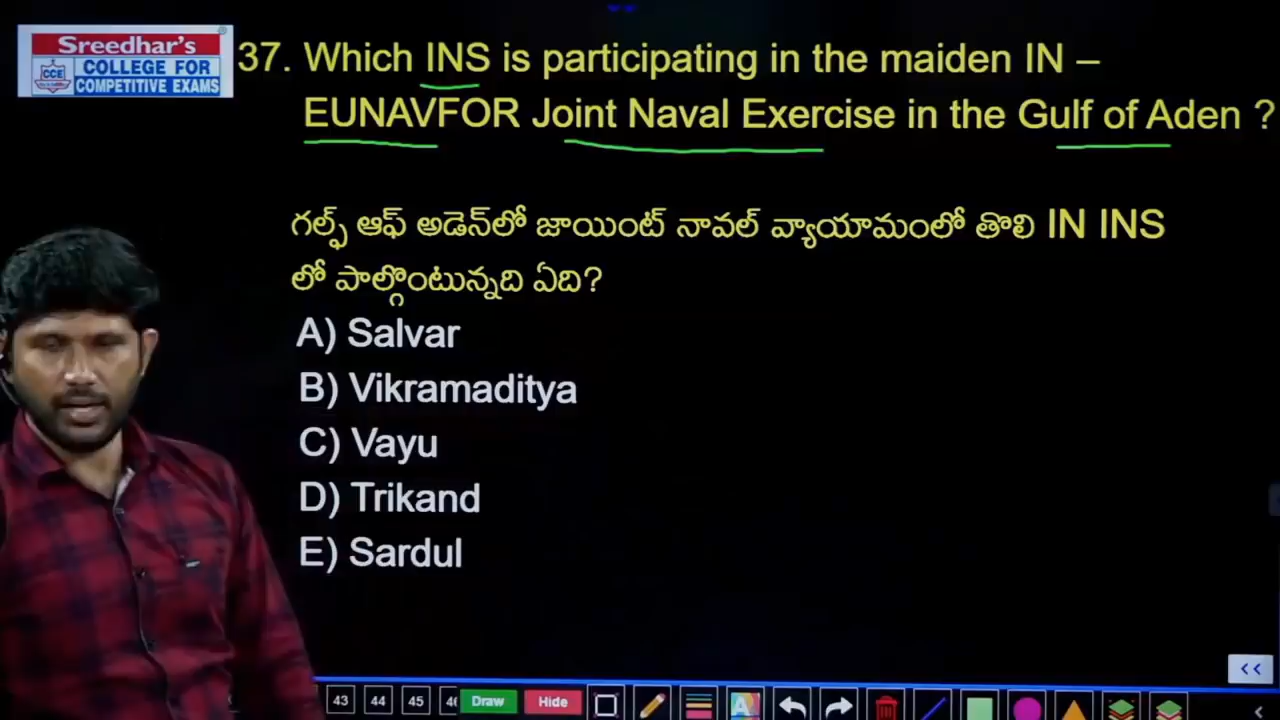 Sreedhar's
CCE
COLLEGE FOR
COMPETITIVE EXAMS
37. Which INS is participating in the maiden IN –
EUNAVFOR Joint Naval Exercise in the Gulf of Aden ?
గల్ఫ్ ఆఫ్ అడెన్‌లో జాయింట్ నావల్ వ్యాయామంలో తొలి IN INS
లో పాల్గొంటున్నది ఏది?
A) Salvar
B) Vikramaditya
C) Vayu
D) Trikand
E) Sardul
<<
43 44 45 Draw Hide A
<